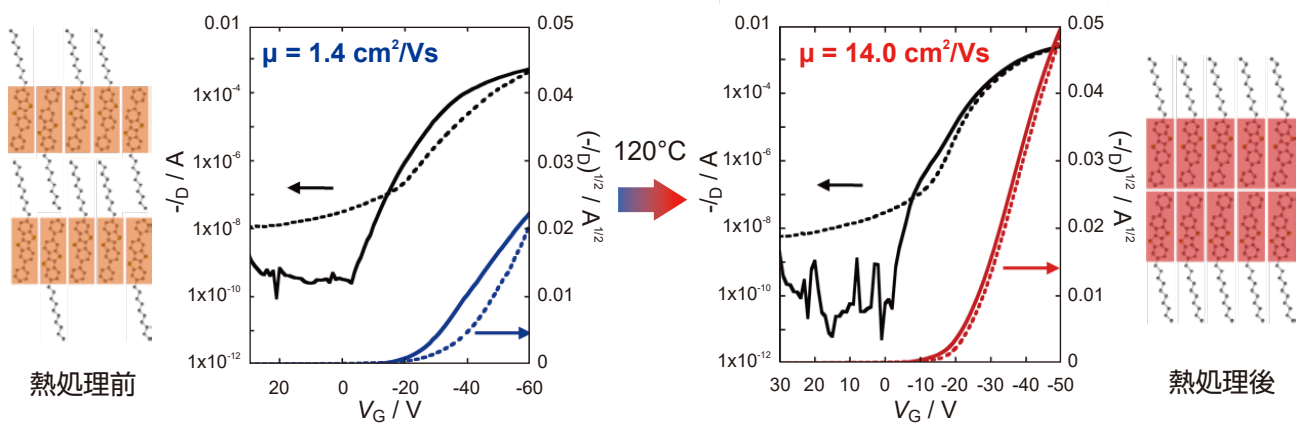 μ = 1.4 cm²/Vs
0.01
1x10⁻⁴
1x10⁻⁶
1x10⁻⁸
1x10⁻¹⁰
1x10⁻¹²
-I_D / A
0.05
0.04
0.03
0.02
0.01
0
(-I_D)^1/2 / A^1/2
20
0
-20
-40
-60
V_G / V
熱処理前
120°C
μ = 14.0 cm²/Vs
0.01
1x10⁻⁴
1x10⁻⁶
1x10⁻⁸
1x10⁻¹⁰
1x10⁻¹²
-I_D / A
0.05
0.04
0.03
0.02
0.01
0
(-I_D)^1/2 / A^1/2
30
20
10
0
-10
-20
-30
-40
-50
V_G / V
熱処理後